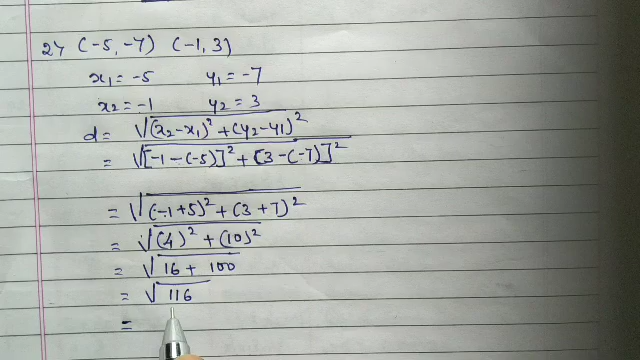 2y (-5, -7) (-1, 3)
x₁ = -5 y₁ = -7
x₂ = -1 y₂ = 3
d = √(x₂-x₁)² + (y₂-y₁)²
= √[-1-(-5)]² + [3-(-7)]²
= √(-1+5)² + (3+7)²
= √(4)² + (10)²
= √16 + 100
= √116
=